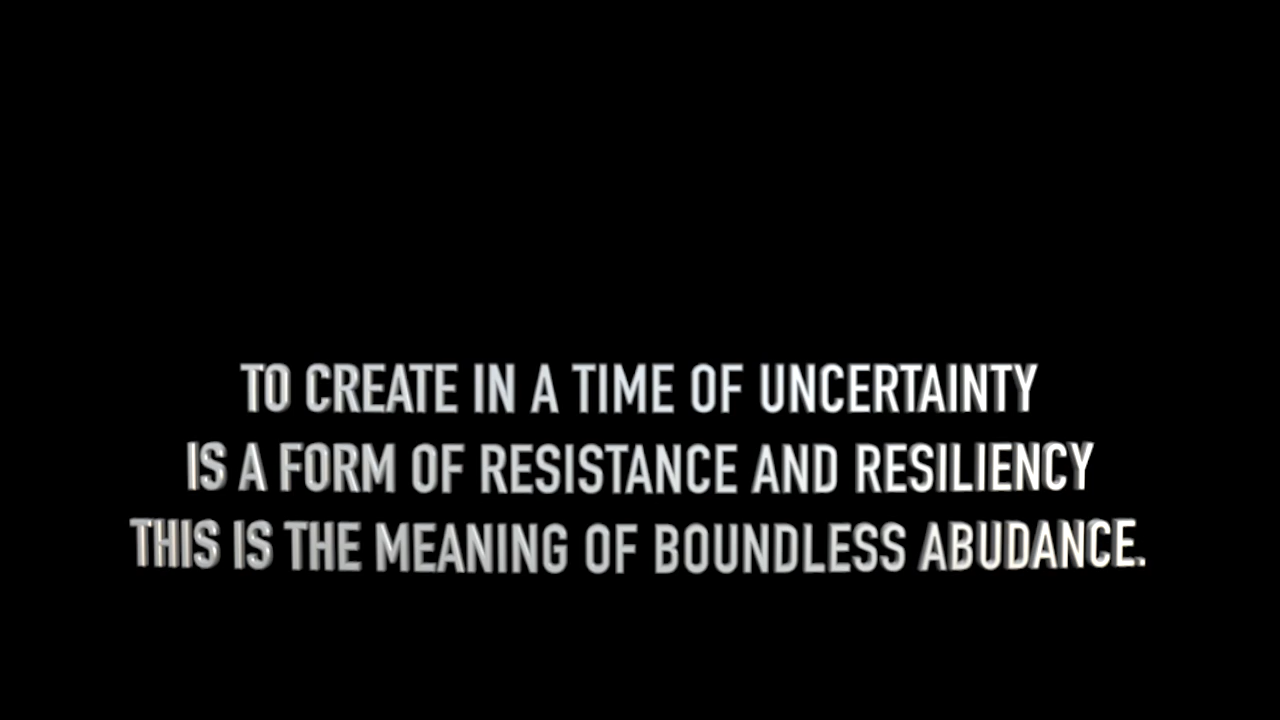 TO CREATE IN A TIME OF UNCERTAINTY
IS A FORM OF RESISTANCE AND RESILIENCY
THIS IS THE MEANING OF BOUNDLESS ABUDANCE.